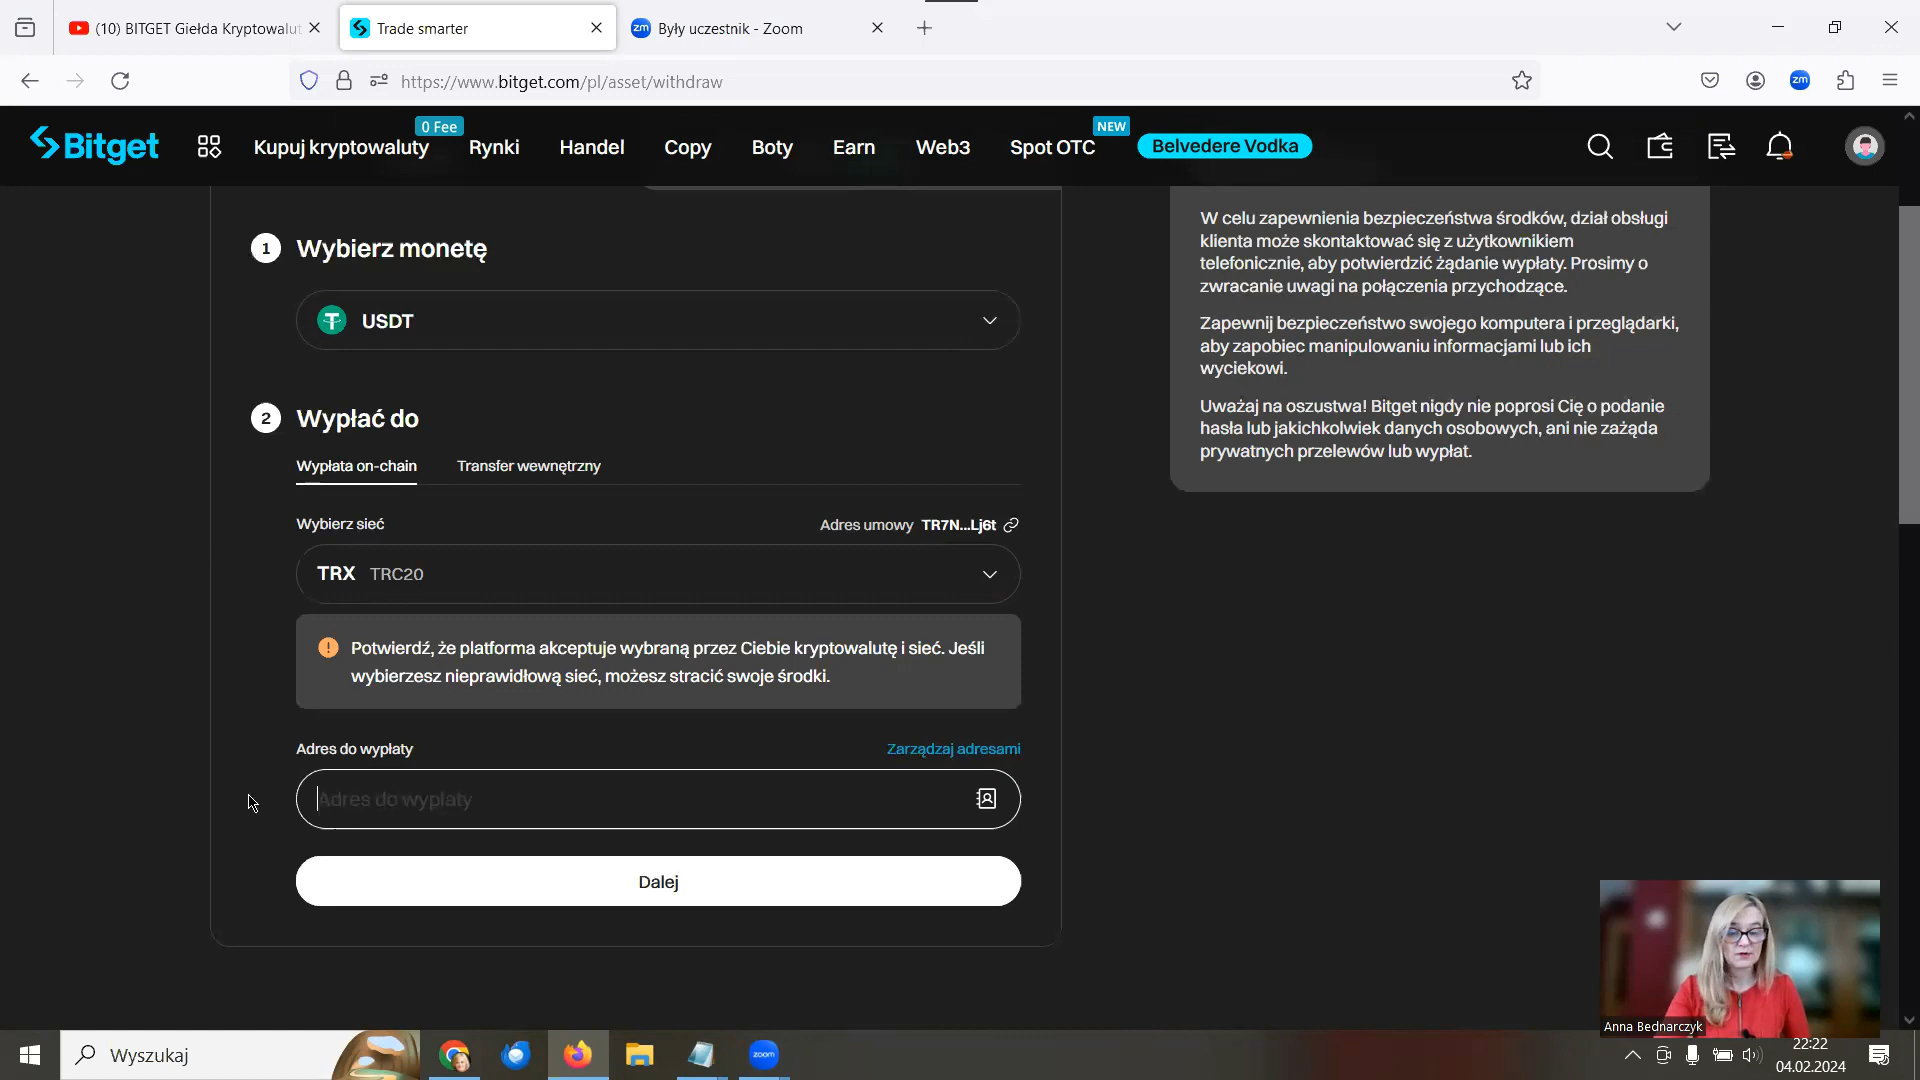 (10) BITGET Giełda Kryptowalut
Trade smarter
zm Były uczestnik - Zoom
https://www.bitget.com/pl/asset/withdraw
zm
Bitget
Kupuj kryptowaluty
0 Fee
Rynki
Handel
Copy
Boty
Earn
Web3
Spot OTC
NEW
Belvedere Vodka
1 Wybierz monetę
USDT
2 Wypłać do
Wypłata on-chain
Transfer wewnętrzny
Wybierz sieć
Adres umowy TR7N...Lj6t
TRX TRC20
Potwierdź, że platforma akceptuje wybraną przez Ciebie kryptowalutę i sieć. Jeśli
wybierzesz nieprawidłową sieć, możesz stracić swoje środki.
Adres do wypłaty
Zarządzaj adresami
Adres do wypłaty
Dalej
W celu zapewnienia bezpieczeństwa środków, dział obsługi
klienta może skontaktować się z użytkownikiem
telefonicznie, aby potwierdzić żądanie wypłaty. Prosimy o
zwracanie uwagi na połączenia przychodzące.
Zapewnij bezpieczeństwo swojego komputera i przeglądarki,
aby zapobiec manipulowaniu informacjami lub ich
wyciekowi.
Uważaj na oszustwa! Bitget nigdy nie poprosi Cię o podanie
hasła lub jakichkolwiek danych osobowych, ani nie zażąda
prywatnych przelewów lub wypłat.
Anna Bednarczyk
Wyszukaj
zoom
22:22
04.02.2024